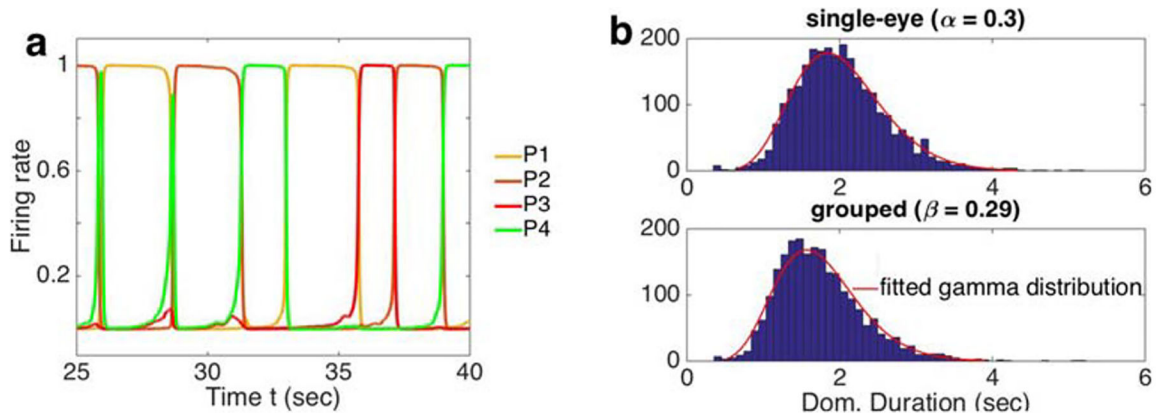 a
1
0.6
0.2
Firing rate
25 30 35 40
Time t (sec)
P1
P2
P3
P4
b
single-eye (α = 0.3)
200
100
0
0 2 4 6
grouped (β = 0.29)
200
100
0
fitted gamma distribution
0 2 4 6
Dom. Duration (sec)